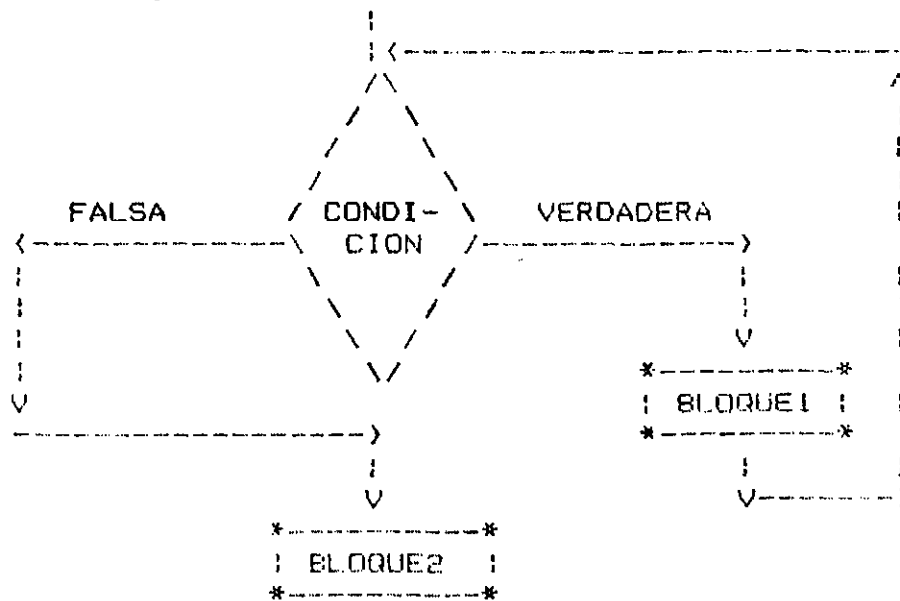 FALSA CONDI- VERDADERA
CION
BLOQUE1
BLOQUE2